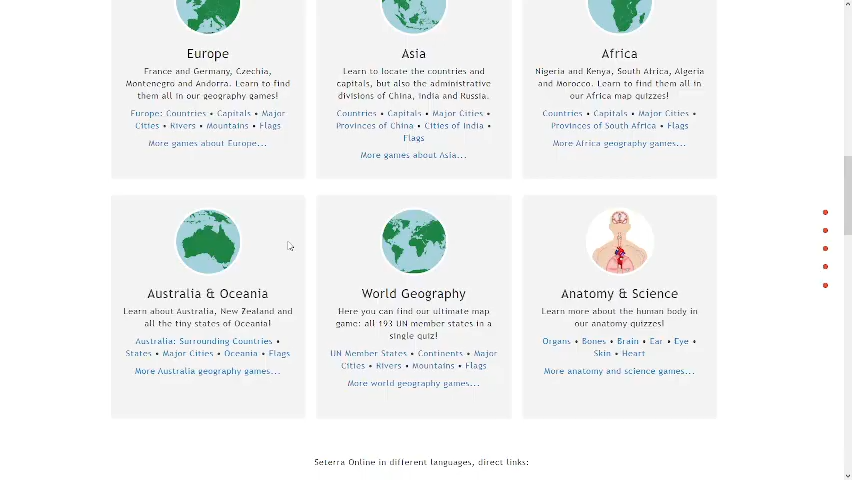 Europe
France and Germany, Czechia,
Montenegro and Andorra. Learn to find
them all in our geography games!
Europe: Countries • Capitals • Major
Cities • Rivers • Mountains • Flags
More games about Europe...
Asia
Learn to locate the countries and
capitals, but also the administrative
divisions of China, India and Russia.
Countries • Capitals • Major Cities •
Provinces of China • Cities of India •
Flags
More games about Asia...
Africa
Nigeria and Kenya, South Africa, Algeria
and Morocco. Learn to find them all in
our Africa map quizzes!
Countries • Capitals • Major Cities •
Provinces of South Africa • Flags
More Africa geography games...
Australia & Oceania
Learn about Australia, New Zealand and
all the tiny states of Oceania!
Australia: Surrounding Countries •
States • Major Cities • Oceania • Flags
More Australia geography games...
World Geography
Here you can find our ultimate map
game: all 193 UN member states in a
single quiz!
UN Member States • Continents • Major
Cities • Rivers • Mountains • Flags
More world geography games...
Anatomy & Science
Learn more about the human body in
our anatomy quizzes!
Organs • Bones • Brain • Ear • Eye •
Skin • Heart
More anatomy and science games...
Seterra Online in different languages, direct links: